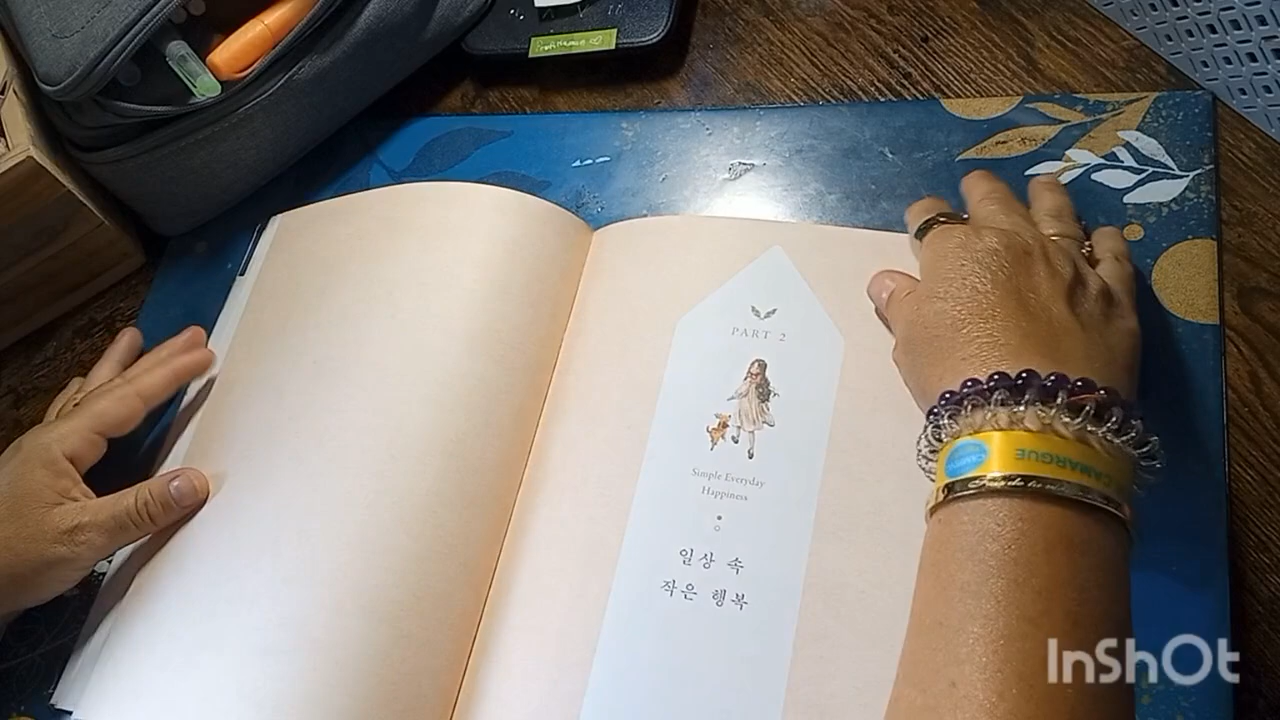 PART 2
Simple Everyday
Happiness
일상 속
작은 행복
CAMARGUE
InShOt